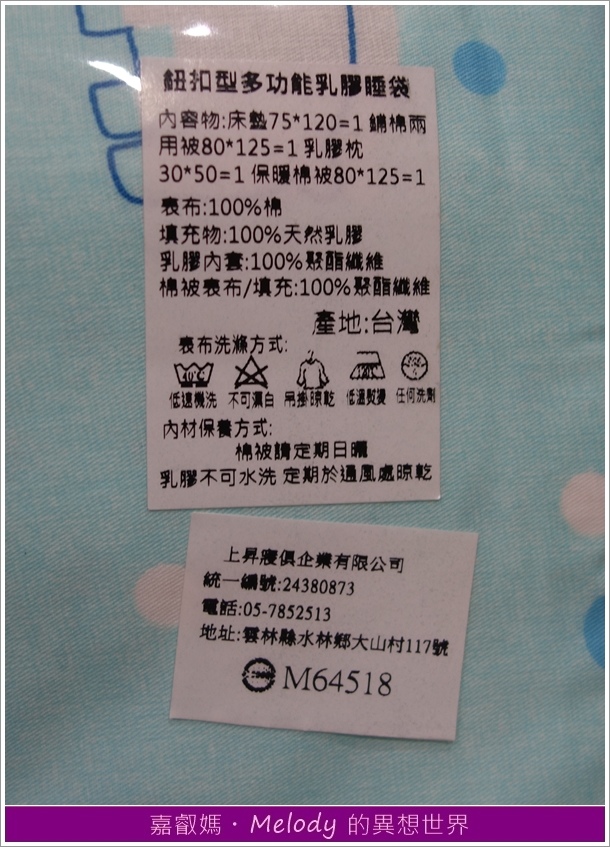 鈕扣型多功能乳膠睡袋
內容物:床墊75*120=1 鋪棉兩
用被80*125=1 乳膠枕
30*50=1 保暖棉被80*125=1
表布:100%棉
填充物:100%天然乳膠
乳膠內套:100%聚酯纖維
棉被表布/填充:100%聚酯纖維
產地:台灣
表布洗滌方式:
低速機洗 不可漂白 吊掛晾乾 低溫熨燙 任何洗劑
內材保養方式:
棉被請定期日曬
乳膠不可水洗 定期於通風處晾乾
上昇寢俱企業有限公司
統一編號:24380873
電話:05-7852513
地址:雲林縣水林鄉大山村117號
M64518
嘉叡媽・Melody 的異想世界